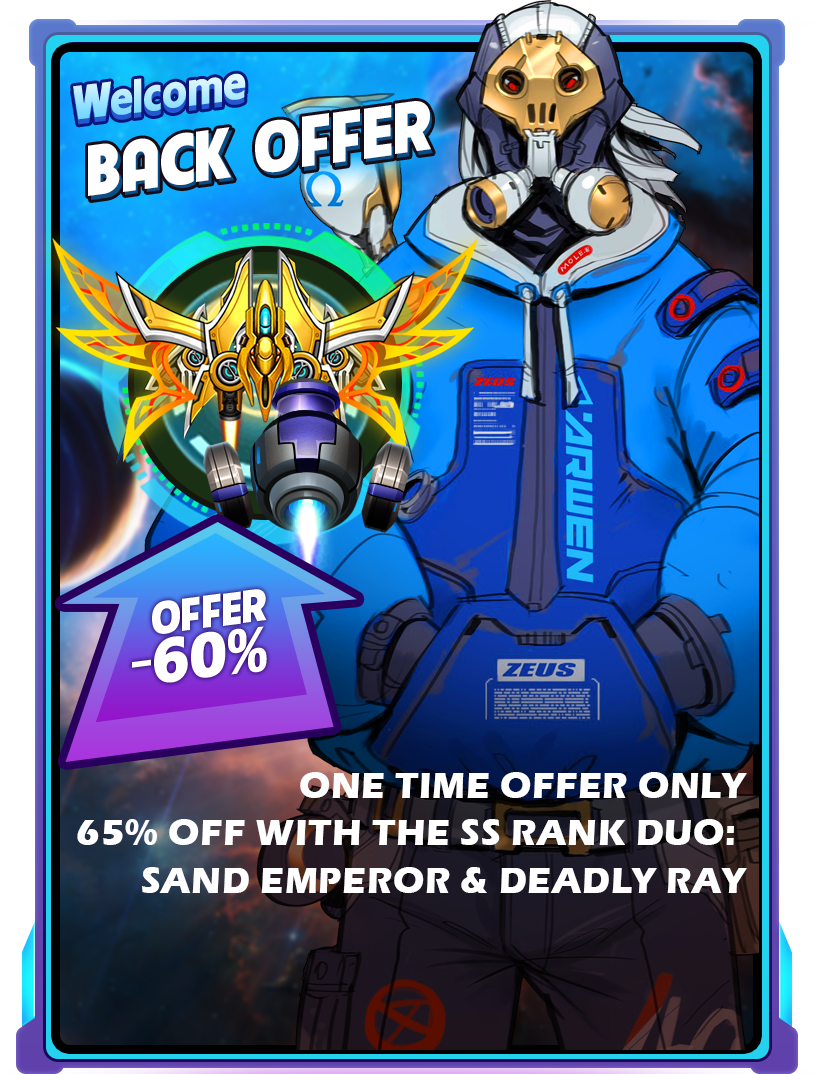 Welcome
BACK OFFER
Ω
MOLE
ZEUS
ARWEN
OFFER
-60%
ZEUS
ONE TIME OFFER ONLY
65% OFF WITH THE SS RANK DUO:
SAND EMPEROR & DEADLY RAY